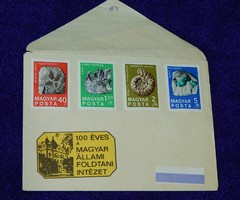 MAGYAR POSTA 40
MAGYAR POSTA 1
MAGYAR POSTA 2
MAGYAR POSTA 5
100 ÉVES
A
MAGYAR
ÁLLAMI
FÖLDTANI
INTÉZET